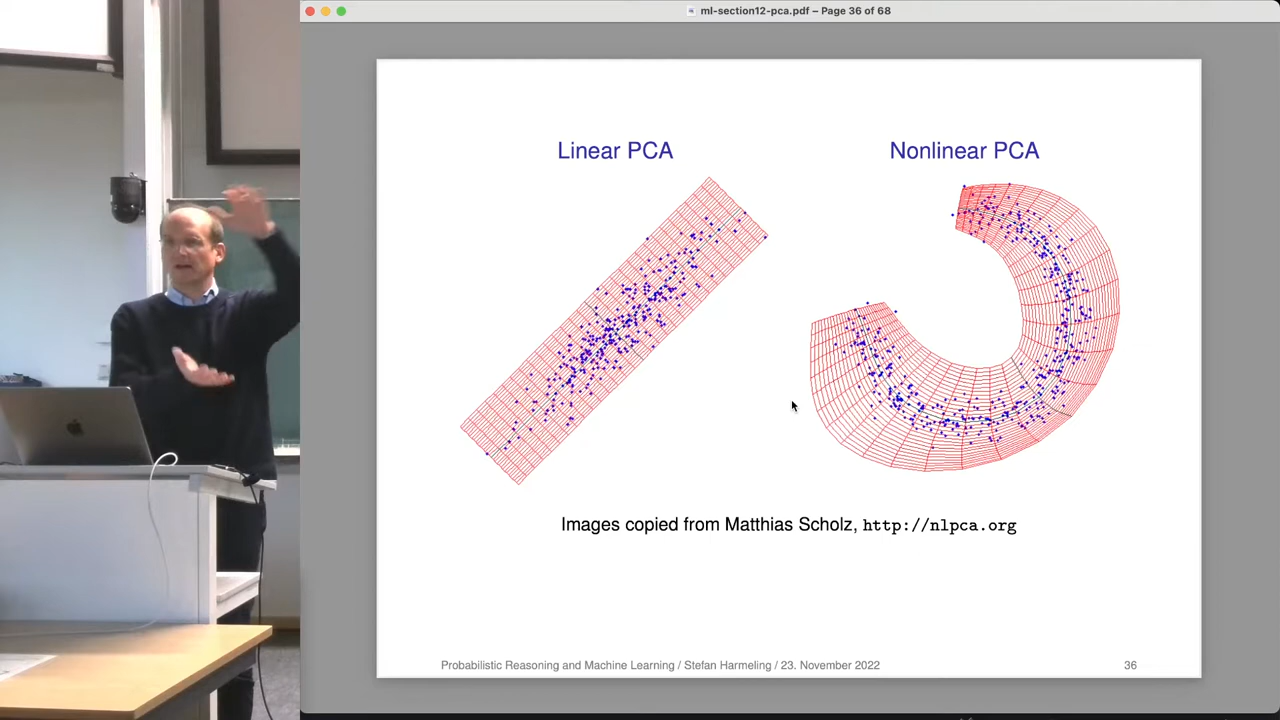 ml-section12-pca.pdf – Page 36 of 68
Linear PCA
Nonlinear PCA
Images copied from Matthias Scholz, http://nlpca.org
Probabilistic Reasoning and Machine Learning / Stefan Harmeling / 23. November 2022
36